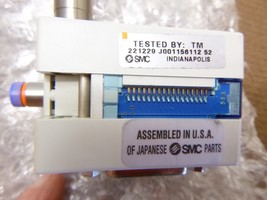 TESTED BY: TM
221229 J001156112 52
SMC INDIANAPOLIS
ASSEMBLED IN U.S.A.
OF JAPANESE SMC PARTS